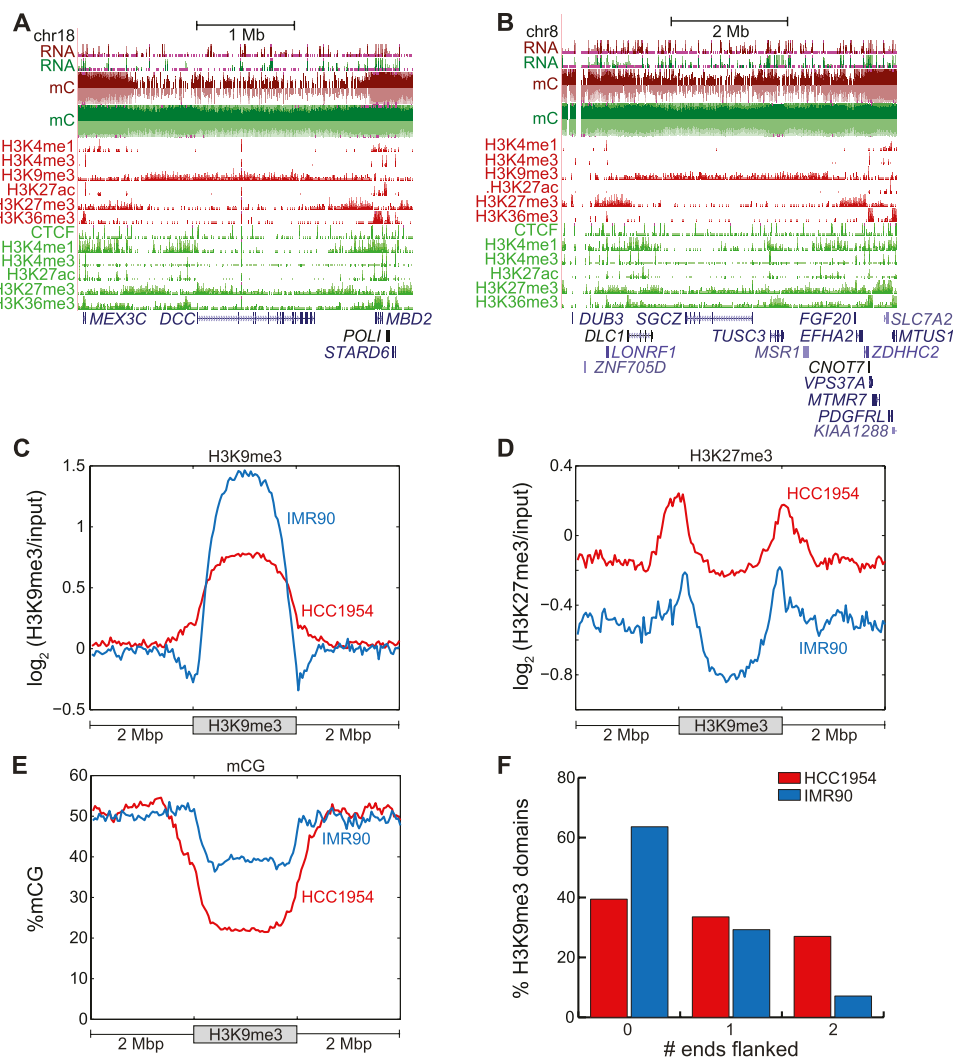 A
1 Mb
chr18
RNA
RNA
mC
mC
H3K4me1
H3K4me3
H3K9me3
H3K27ac
H3K27me3
H3K36me3
CTCF
H3K4me1
H3K4me3
H3K27ac
H3K27me3
H3K36me3
MEX3C DCC MBD2
POLI
STARD6
B
2 Mb
chr8
RNA
RNA
mC
mC
H3K4me1
H3K4me3
H3K9me3
H3K27ac
H3K27me3
H3K36me3
CTCF
H3K4me1
H3K4me3
H3K27ac
H3K27me3
H3K36me3
DUB3 SGCZ FGF20 SLC7A2
DLC1 TUSC3 EFHA2 MTUS1
LONRF1 MSR1 ZDHHC2
ZNF705D CNOT7
VPS37A
MTMR7
PDGFRL
KIAA1288
C
H3K9me3
1.5
1
0.5
0
−0.5
log2 (H3K9me3/input)
IMR90
HCC1954
2 Mbp H3K9me3 2 Mbp
D
H3K27me3
0.4
0
−0.4
−0.8
log2 (H3K27me3/input)
HCC1954
IMR90
2 Mbp H3K9me3 2 Mbp
E
mCG
60
50
40
30
20
10
0
%mCG
IMR90
HCC1954
2 Mbp H3K9me3 2 Mbp
F
80
60
40
20
0
% H3K9me3 domains
HCC1954
IMR90
0 1 2
# ends flanked